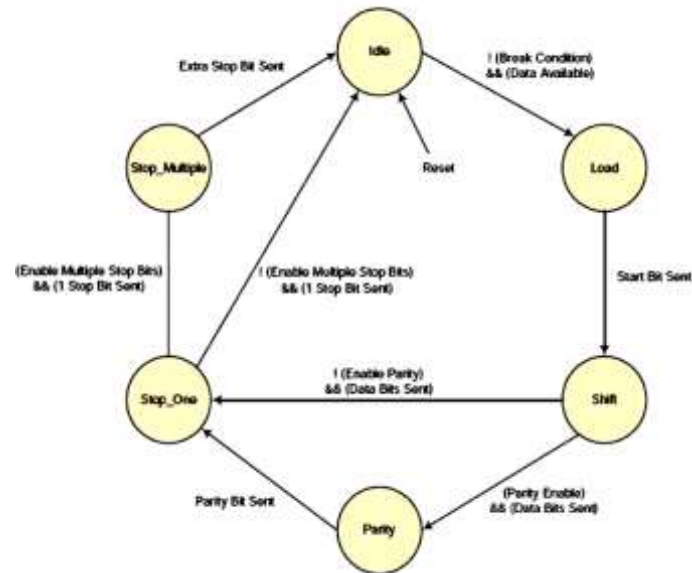 Idle
Extra Stop Bit Sent
! (Break Condition)
&& (Data Available)
Stop_Multiple
Reset
Load
(Enable Multiple Stop Bits)
&& (1 Stop Bit Sent)
! (Enable Multiple Stop Bits)
&& (1 Stop Bit Sent)
Start Bit Sent
! (Enable Parity)
&& (Data Bits Sent)
Stop_One
Shift
Parity Bit Sent
(Parity Enable)
&& (Data Bits Sent)
Parity